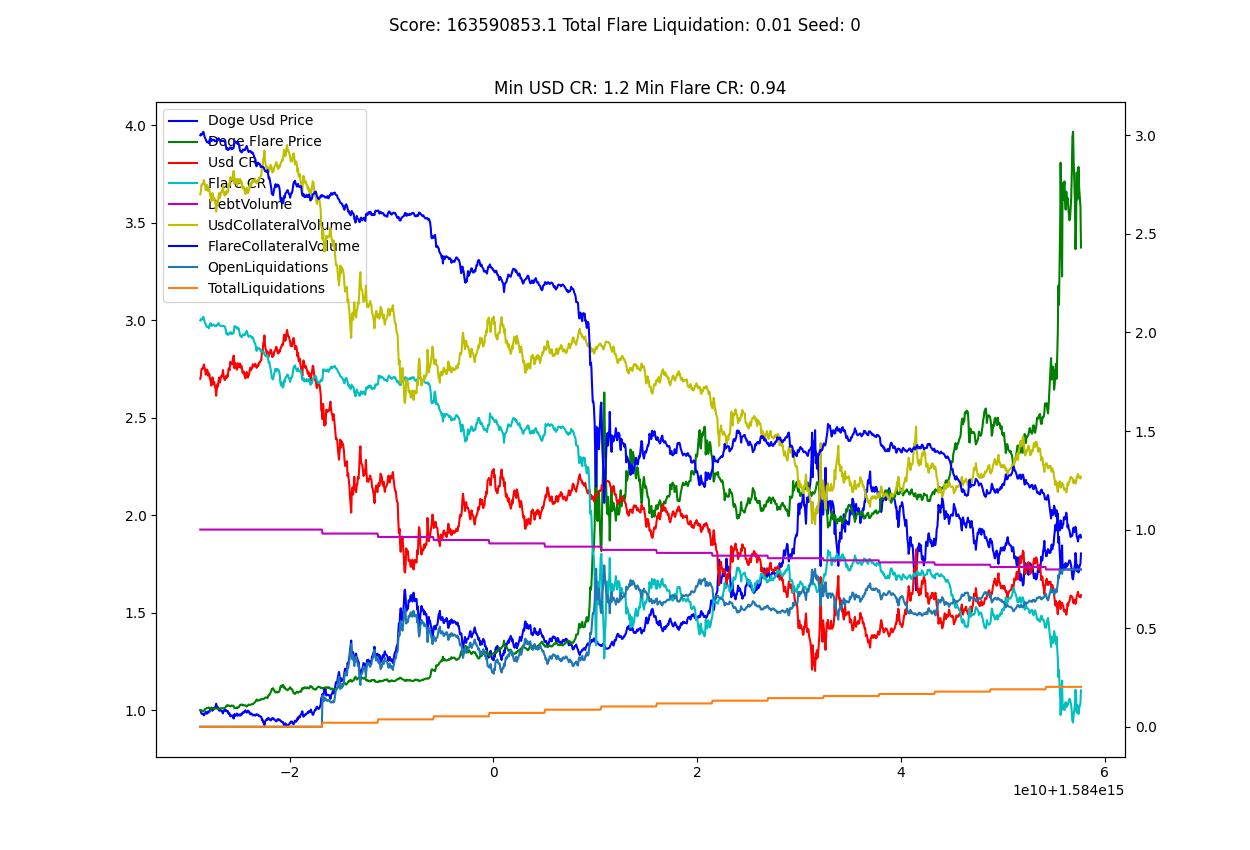 Score: 163590853.1 Total Flare Liquidation: 0.01 Seed: 0
Min USD CR: 1.2 Min Flare CR: 0.94
Doge Usd Price
Doge Flare Price
Usd CR
Flare CR
DebtVolume
UsdCollateralVolume
FlareCollateralVolume
OpenLiquidations
TotalLiquidations
4.0
3.5
3.0
2.5
2.0
1.5
1.0
3.0
2.5
2.0
1.5
1.0
0.5
0.0
−2
0
2
4
6
1e10+1.584e15